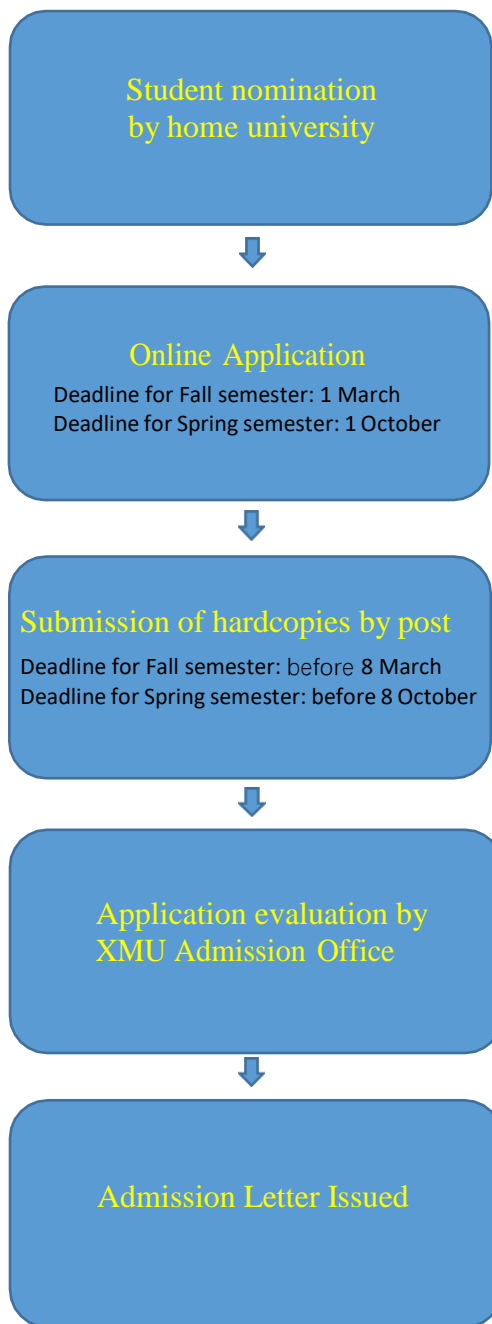 Student nomination
by home university
Online Application
Deadline for Fall semester: 1 March
Deadline for Spring semester: 1 October
Submission of hardcopies by post
Deadline for Fall semester: before 8 March
Deadline for Spring semester: before 8 October
Application evaluation by
XMU Admission Office
Admission Letter Issued